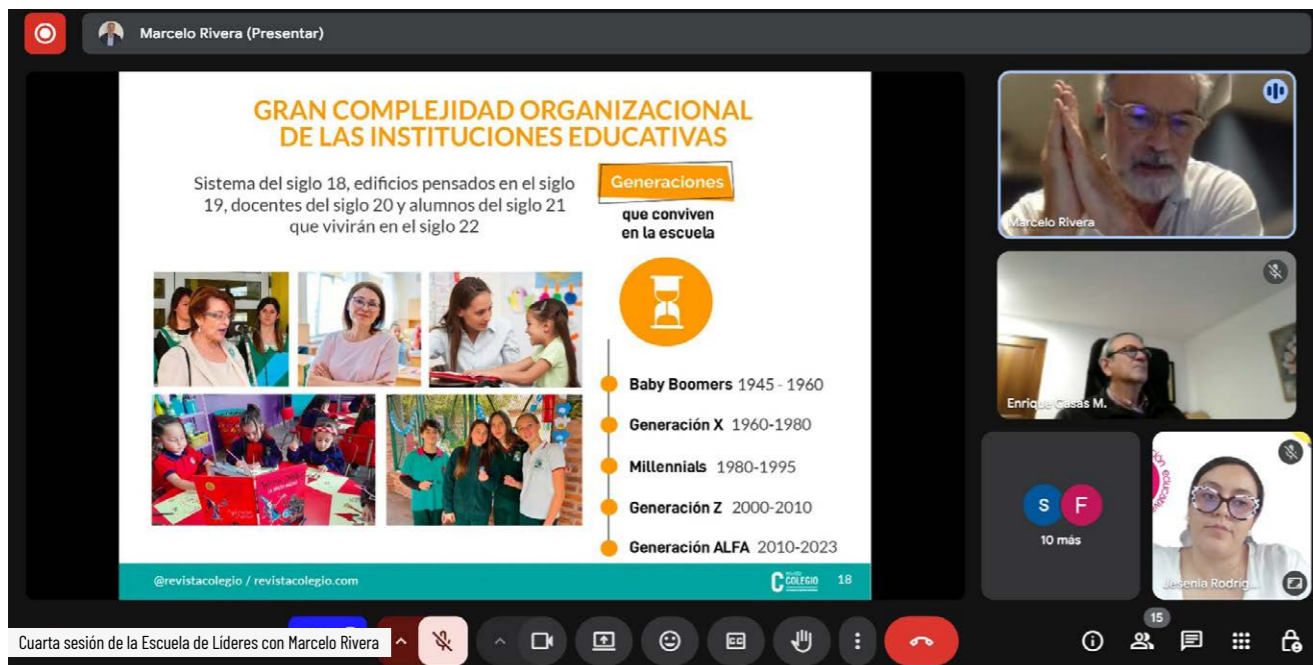 Marcelo Rivera (Presentar)
GRAN COMPLEJIDAD ORGANIZACIONAL
DE LAS INSTITUCIONES EDUCATIVAS
Sistema del siglo 18, edificios pensados en el siglo
19, docentes del siglo 20 y alumnos del siglo 21
que vivirán en el siglo 22
Generaciones
que conviven
en la escuela
Baby Boomers 1945 - 1960
Generación X 1960-1980
Millennials 1980-1995
Generación Z 2000-2010
Generación ALFA 2010-2023
@revistacolegio / revistacolegio.com
COLEGIO
18
Marcelo Rivera
Enrique Casas M.
S F
10 más
Jesenia Rodríg...
15
CC
Cuarta sesión de la Escuela de Líderes con Marcelo Rivera